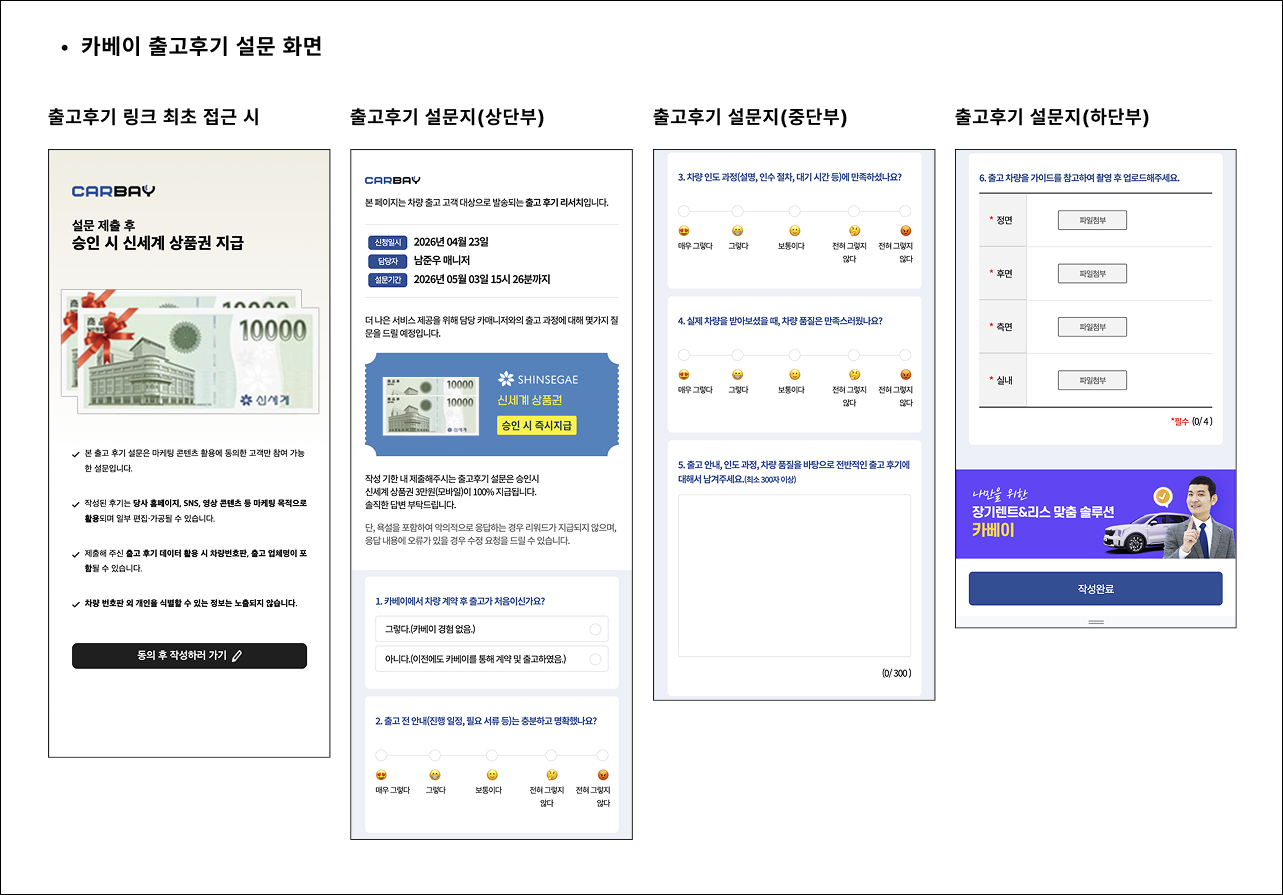 • 카베이 출고후기 설문 화면
출고후기 링크 최초 접근 시
CARBAY
설문 제출 후
승인 시 신세계 상품권 지급
10000
10000
신세계
본 출고 후기 설문은 마케팅 콘텐츠 활용에 동의한 고객만 참여 가능
한 설문입니다.
작성된 후기는 당사 홈페이지, SNS, 영상 콘텐츠 등 마케팅 목적으로
활용되며 일부 편집·가공될 수 있습니다.
제출해 주신 출고 후기 데이터 활용 시 차량번호판, 출고 업체명이 포
함될 수 있습니다.
차량 번호판 외 개인을 식별할 수 있는 정보는 노출되지 않습니다.
동의 후 작성하러 가기
출고후기 설문지(상단부)
CARBAY
본 페이지는 차량 출고 고객 대상으로 발송되는 출고 후기 리서치입니다.
신청일시 2026년 04월 23일
담당자 남준우 매니저
설문기간 2026년 05월 03일 15시 26분까지
더 나은 서비스 제공을 위해 담당 카매니저와의 출고 과정에 대해 몇가지 질
문을 드릴 예정입니다.
10000
10000
신세계
SHINSEGAE
신세계 상품권
승인 시 즉시지급
작성 기한 내 제출해주시는 출고후기 설문은 승인시
신세계 상품권 3만원(모바일)이 100% 지급됩니다.
솔직한 답변 부탁드립니다.
단, 욕설을 포함하여 악의적으로 응답하는 경우 리워드가 지급되지 않으며,
응답 내용에 오류가 있을 경우 수정 요청을 드릴 수 있습니다.
1. 카베이에서 차량 계약 후 출고가 처음이신가요?
그렇다.(카베이 경험 없음.)
아니다.(이전에도 카베이를 통해 계약 및 출고하였음.)
2. 출고 전 안내(진행 일정, 필요 서류 등)는 충분하고 명확했나요?
매우 그렇다 그렇다 보통이다 전혀 그렇지 전혀 그렇지
않다 않다
출고후기 설문지(중단부)
3. 차량 인도 과정(설명, 인수 절차, 대기 시간 등)에 만족하셨나요?
매우 그렇다 그렇다 보통이다 전혀 그렇지 전혀 그렇지
않다 않다
4. 실제 차량을 받아보셨을 때, 차량 품질은 만족스러웠나요?
매우 그렇다 그렇다 보통이다 전혀 그렇지 전혀 그렇지
않다 않다
5. 출고 안내, 인도 과정, 차량 품질을 바탕으로 전반적인 출고 후기에
대해서 남겨주세요.(최소 300자 이상)
(0/ 300 )
출고후기 설문지(하단부)
6. 출고 차량을 가이드를 참고하여 촬영 후 업로드해주세요.
* 정면 파일첨부
* 후면 파일첨부
* 측면 파일첨부
* 실내 파일첨부
*필수 (0/ 4 )
나만을 위한
장기렌트&리스 맞춤 솔루션
카베이
작성완료